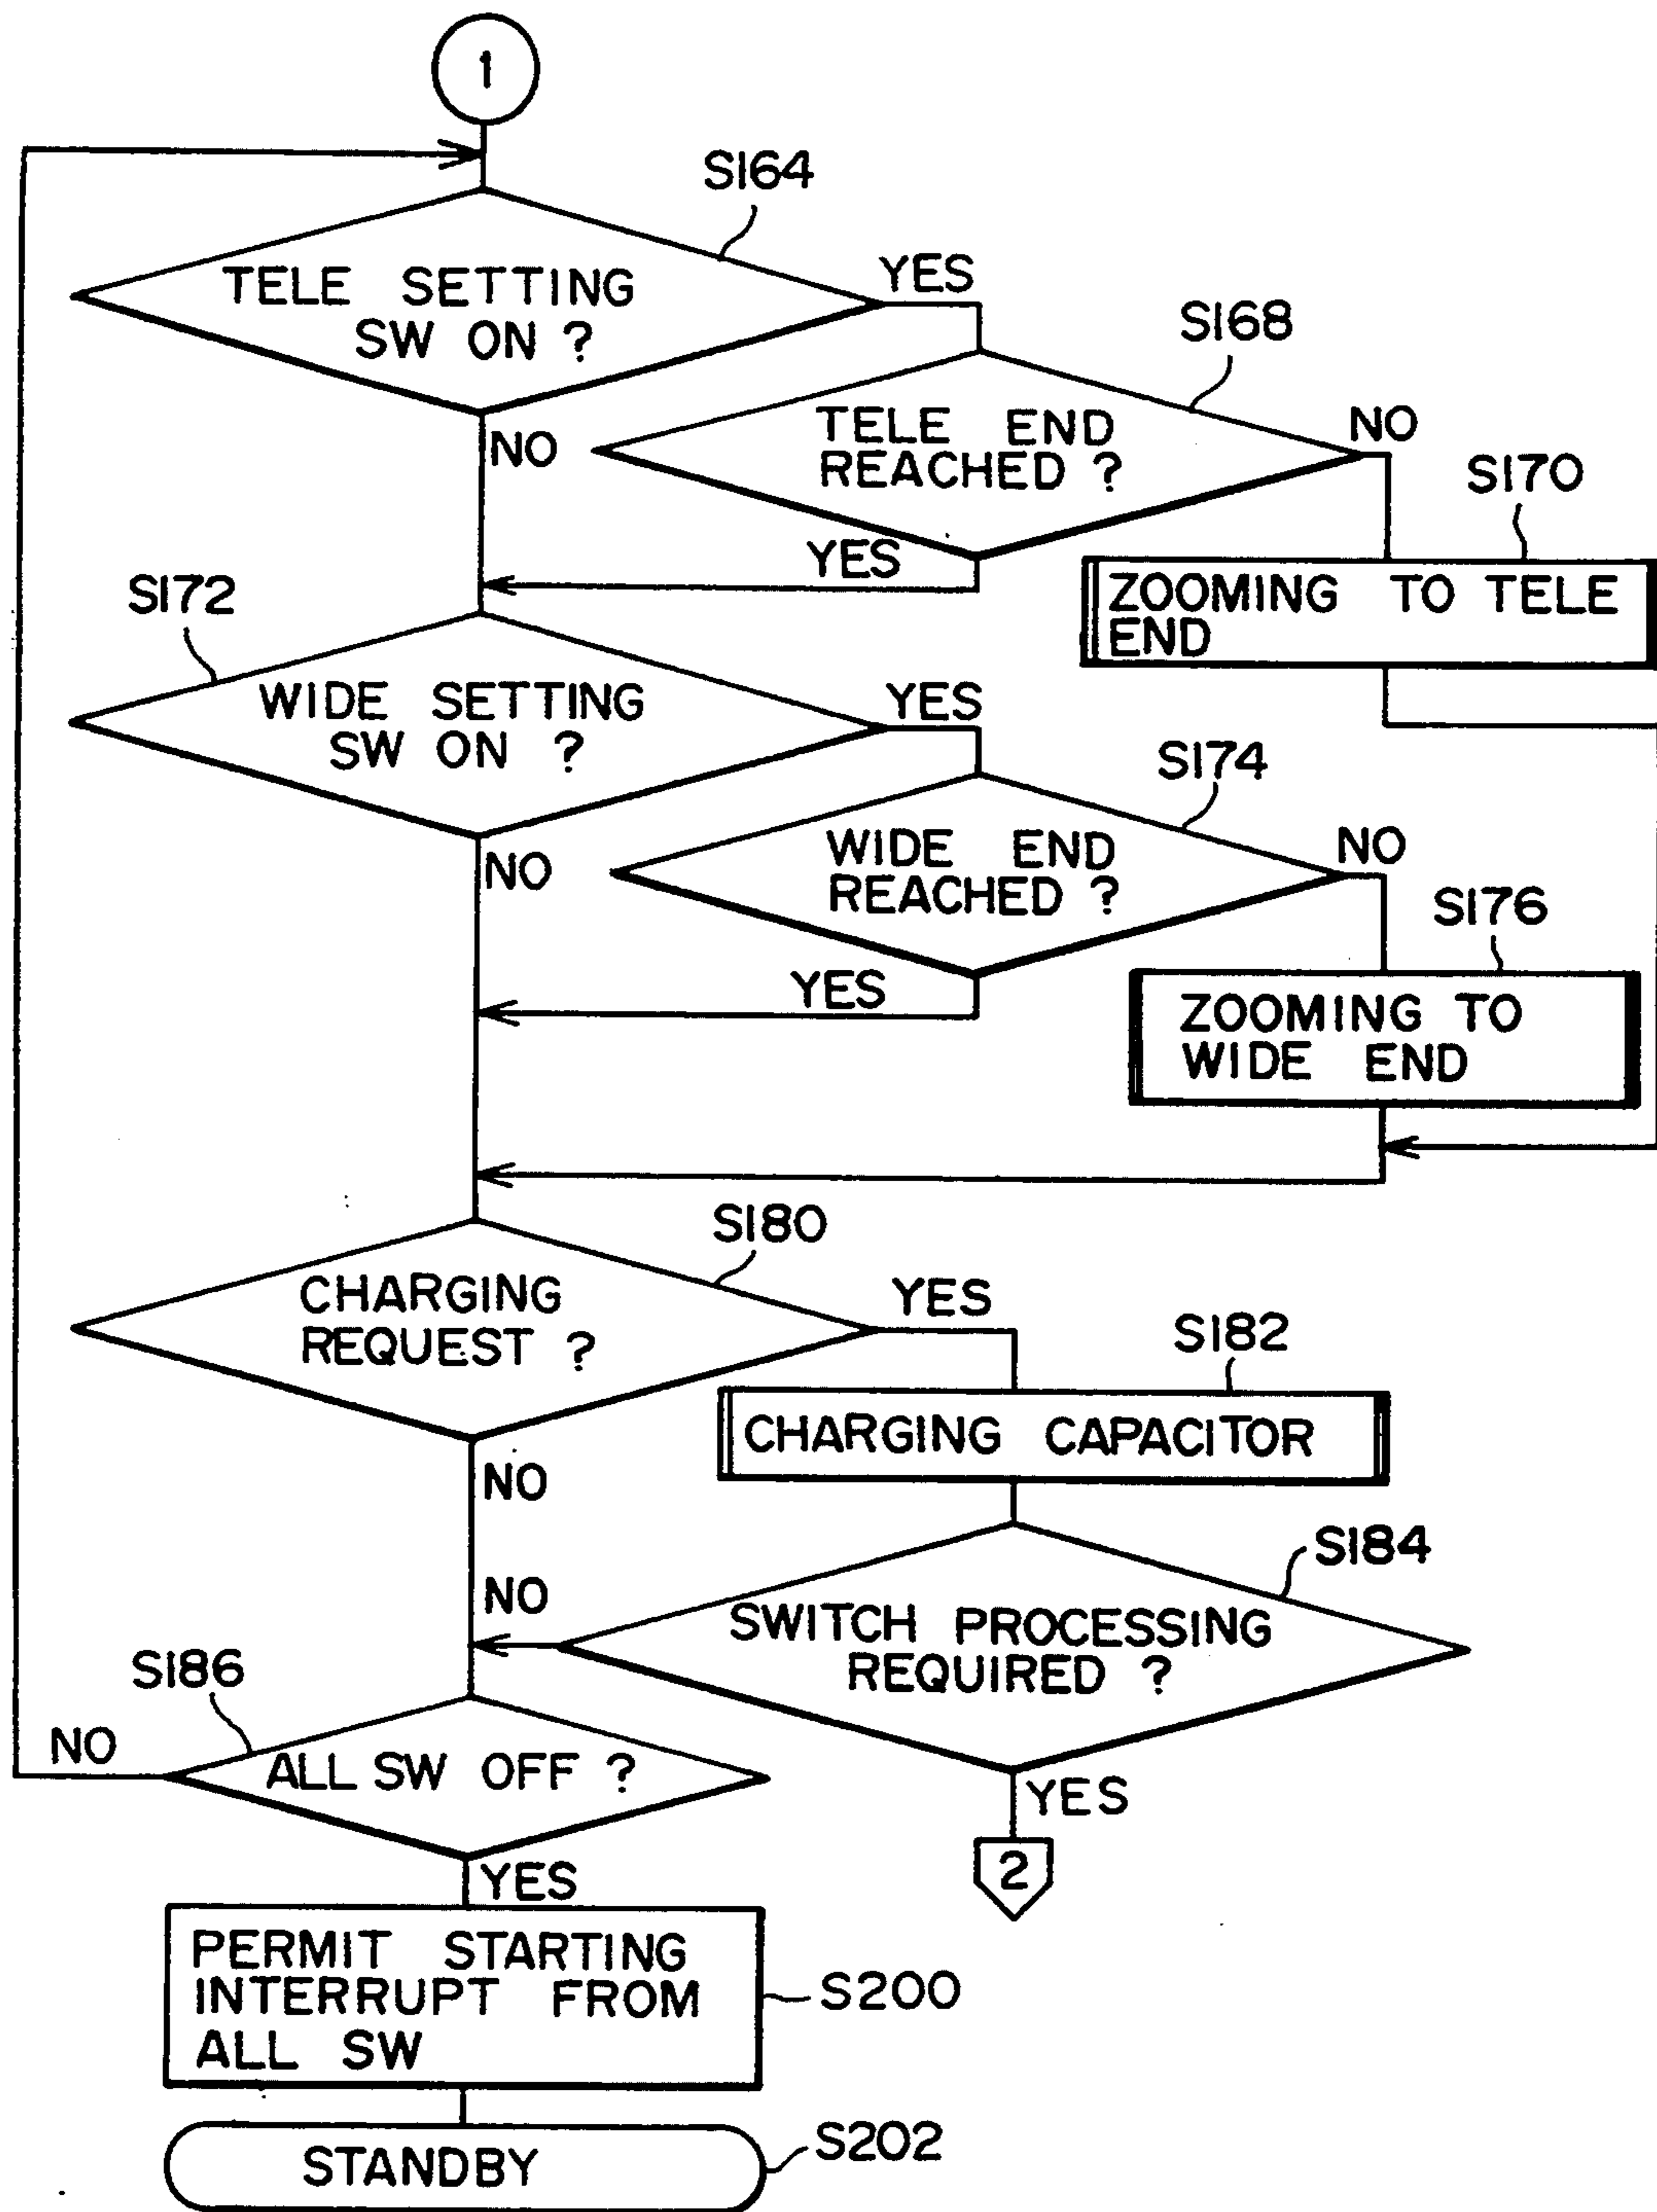 1
S164
TELE SETTING
SW ON ?
YES
NO
S168
TELE END
REACHED ?
NO
YES
S170
ZOOMING TO TELE
END
S172
WIDE SETTING
SW ON ?
YES
NO
S174
WIDE END
REACHED ?
NO
YES
S176
ZOOMING TO
WIDE END
S180
CHARGING
REQUEST ?
YES
NO
S182
CHARGING CAPACITOR
S184
SWITCH PROCESSING
REQUIRED ?
NO
YES
2
S186
ALL SW OFF ?
NO
YES
PERMIT STARTING
INTERRUPT FROM
ALL SW
S200
STANDBY
S202